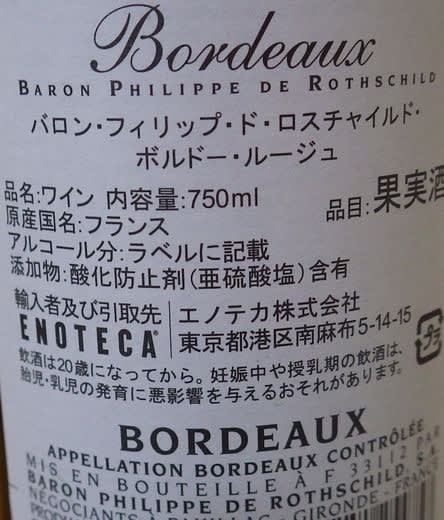 Bordeaux
BARON PHILIPPE DE ROTHSCHILD
バロン・フィリップ・ド・ロスチャイルド・
ボルドー・ルージュ
品名:ワイン 内容量:750ml
品目:果実酒
原産国名:フランス
アルコール分:ラベルに記載
添加物:酸化防止剤(亜硫酸塩)含有
輸入者及び引取先
ENOTECA®
エノテカ株式会社
東京都港区南麻布5-14-15
プラ
飲酒は20歳になってから。妊娠中や授乳期の飲酒は、
胎児・乳児の発育に悪影響を与えるおそれがあります。
BORDEAUX
APPELLATION BORDEAUX CONTRÔLÉE
MIS EN BOUTEILLE À F 33112 PAR
BARON PHILIPPE DE ROTHSCHILD, S.A.
NÉGOCIANTS À PAUILLAC - GIRONDE - FRANCE